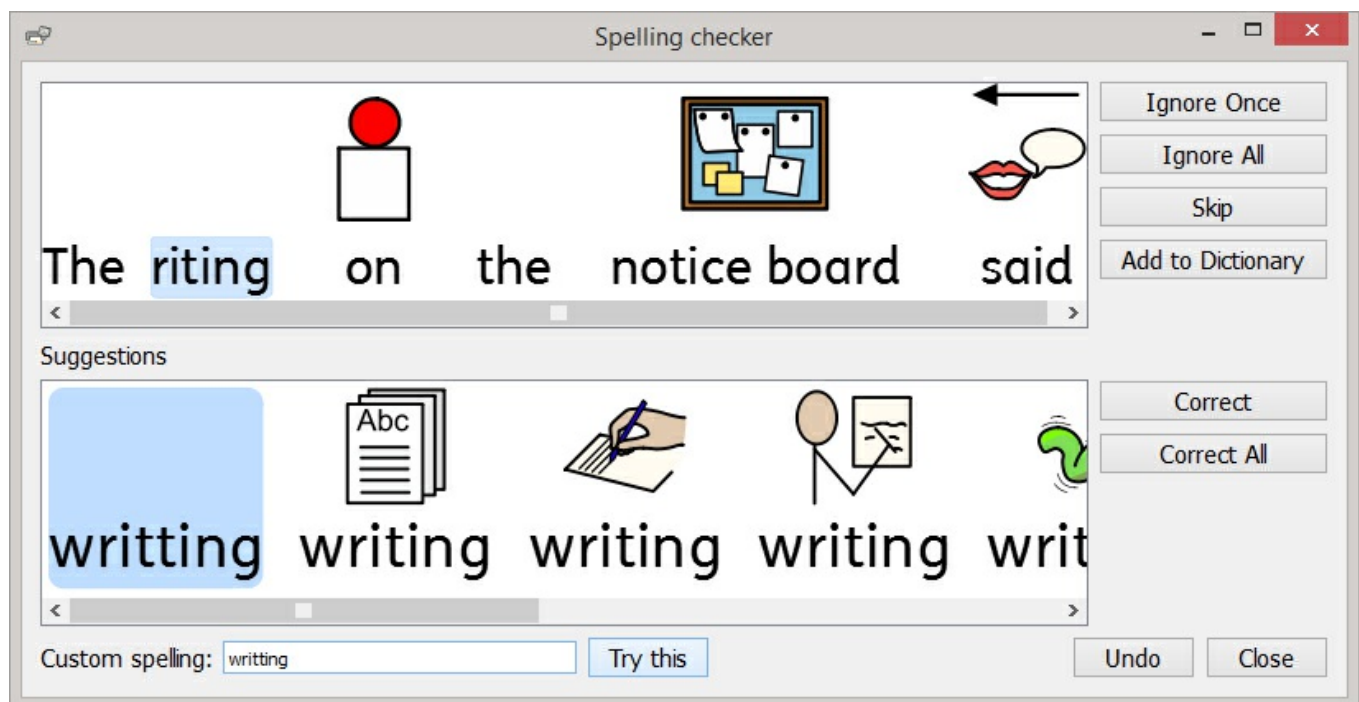 Spelling checker
The riting on the notice board said
Ignore Once
Ignore All
Skip
Add to Dictionary
Suggestions
Abc
writting writing writing writing writ
Correct
Correct All
Custom spelling: writting Try this Undo Close